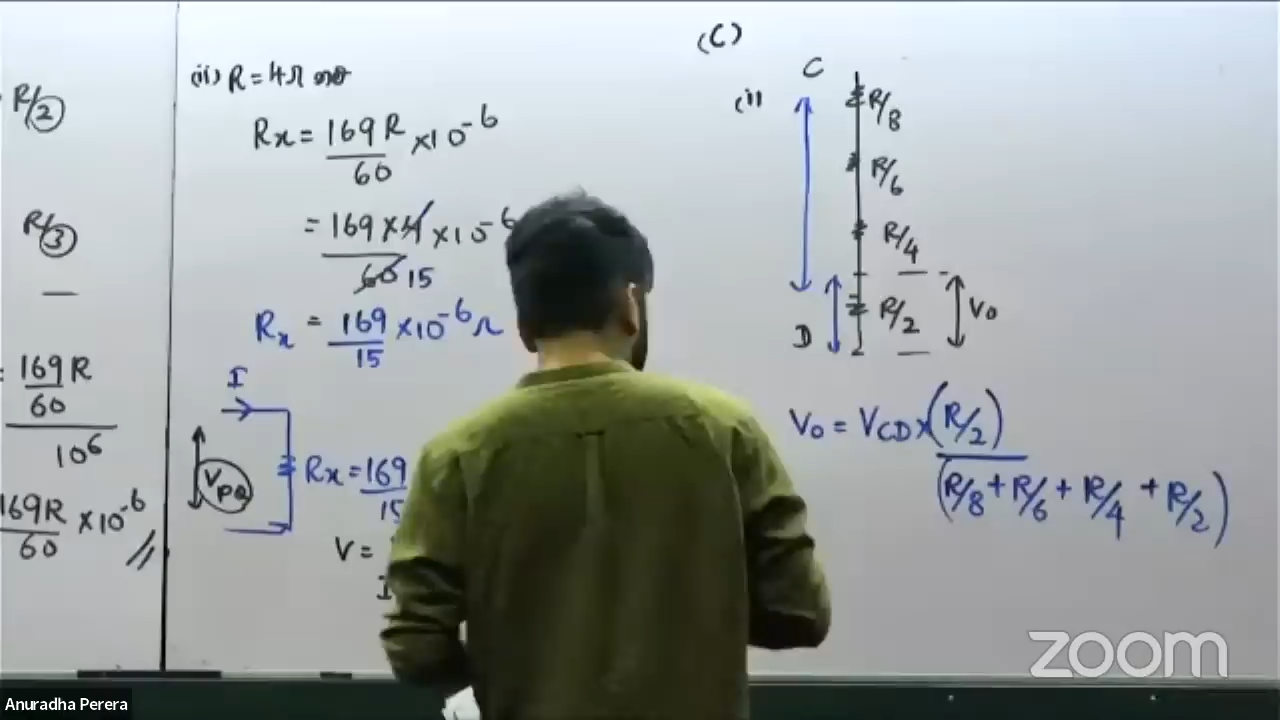 R/2
R/3
169R
60
10⁶
169R × 10⁻⁶
60
(ii) R = 4Ω
Rx = 169R × 10⁻⁶
60
= 169 × 4 × 10⁻⁶
60 15
Rx = 169 × 10⁻⁶ Ω
15
I
VPQ
Rx = 169
15
V =
I
(C)
C
(i)
R/8
R/6
R/4
R/2
D
V₀
V₀ = VCD × (R/2)
(R/8 + R/6 + R/4 + R/2)
zoom
Anuradha Perera